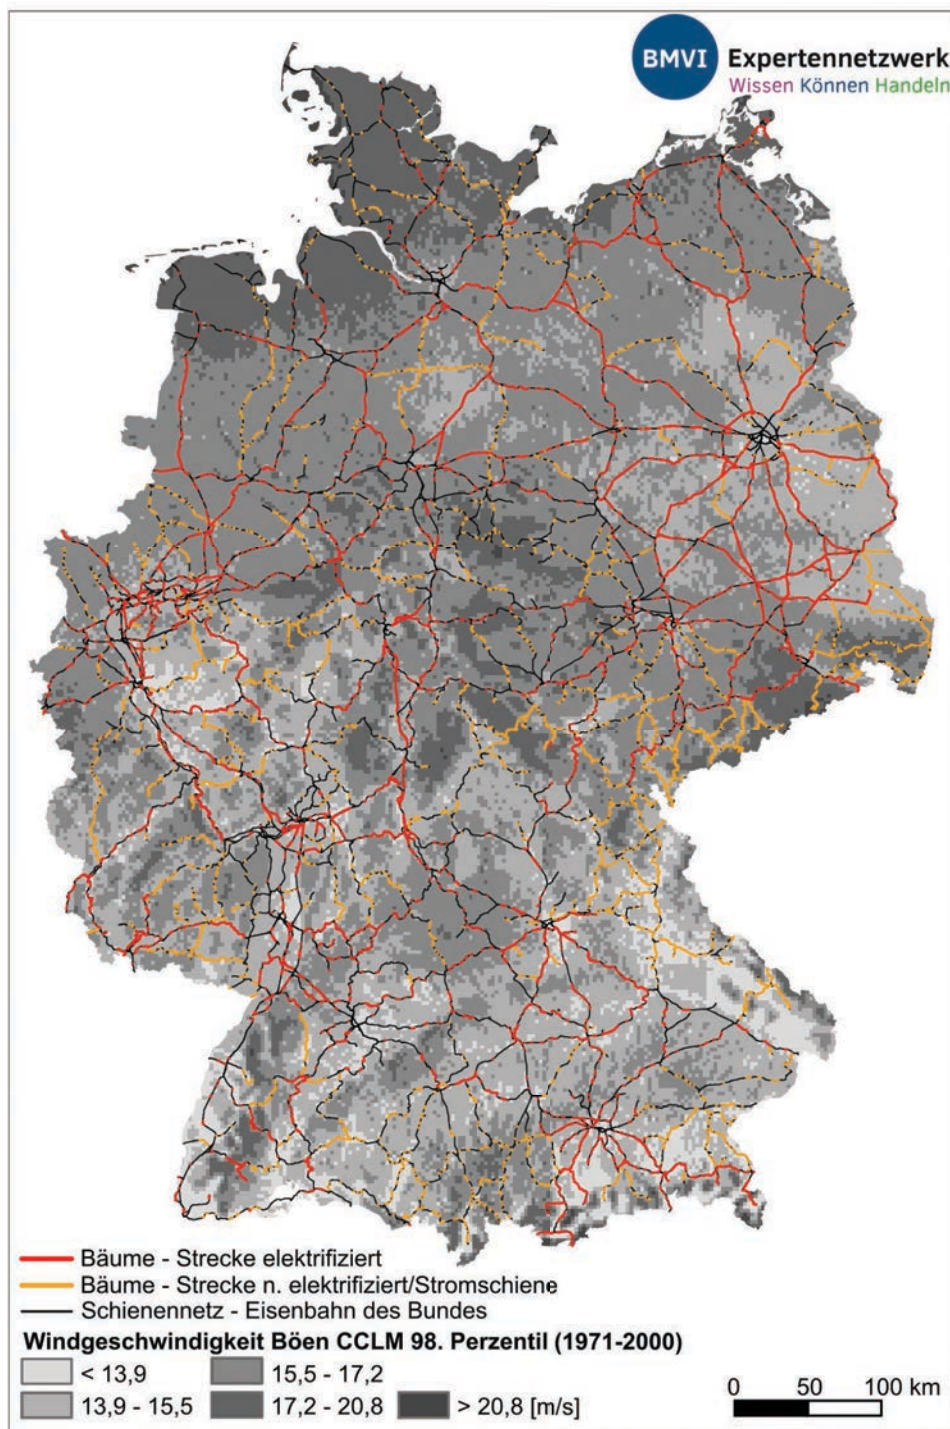 BMVI
Expertennetzwerk
Wissen Können Handeln
Bäume - Strecke elektrifiziert
Bäume - Strecke n. elektrifiziert/Stromschiene
Schienennetz - Eisenbahn des Bundes
Windgeschwindigkeit Böen CCLM 98. Perzentil (1971-2000)
< 13,9
15,5 - 17,2
13,9 - 15,5
17,2 - 20,8
> 20,8 [m/s]
0 50 100 km